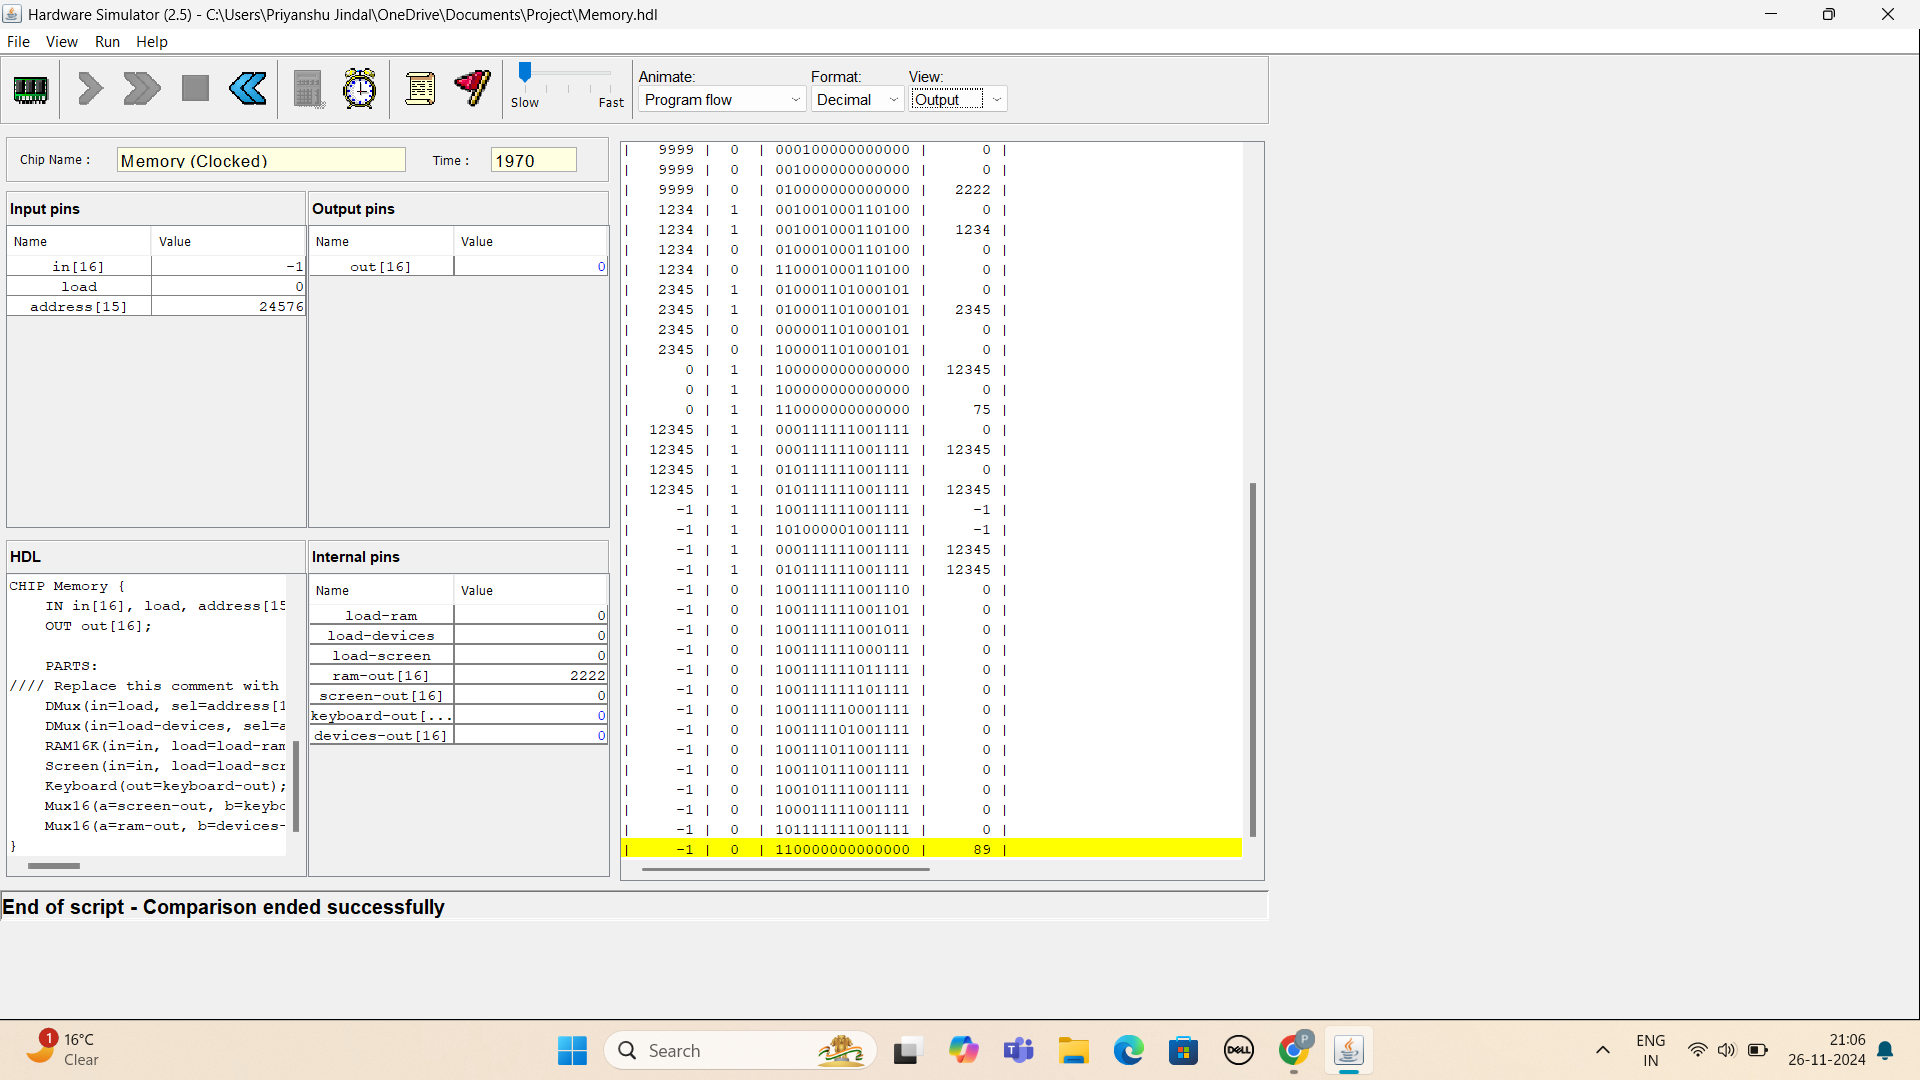 Hardware Simulator (2.5) - C:\Users\Priyanshu Jindal\OneDrive\Documents\Project\Memory.hdl
File View Run Help
Slow Fast
Animate: Format: View:
Program flow Decimal Output
Chip Name : Memory (Clocked) Time : 1970
Input pins
Name Value
in[16] -1
load 0
address[15] 24576
Output pins
Name Value
out[16] 0
HDL
CHIP Memory {
IN in[16], load, address[15
OUT out[16];
PARTS:
//// Replace this comment with
DMux(in=load, sel=address[1
DMux(in=load-devices, sel=a
RAM16K(in=in, load=load-ram
Screen(in=in, load=load-scr
Keyboard(out=keyboard-out);
Mux16(a=screen-out, b=keybo
Mux16(a=ram-out, b=devices-
}
Internal pins
Name Value
load-ram 0
load-devices 0
load-screen 0
ram-out[16] 2222
screen-out[16] 0
keyboard-out[... 0
devices-out[16] 0
| 9999 | 0 | 000100000000000 | 0 |
| 9999 | 0 | 001000000000000 | 0 |
| 9999 | 0 | 010000000000000 | 2222 |
| 1234 | 1 | 001001000110100 | 0 |
| 1234 | 1 | 001001000110100 | 1234 |
| 1234 | 0 | 010001000110100 | 0 |
| 1234 | 0 | 110001000110100 | 0 |
| 2345 | 1 | 010001101000101 | 0 |
| 2345 | 1 | 010001101000101 | 2345 |
| 2345 | 0 | 000001101000101 | 0 |
| 2345 | 0 | 100001101000101 | 0 |
| 0 | 1 | 100000000000000 | 12345 |
| 0 | 1 | 100000000000000 | 0 |
| 0 | 1 | 110000000000000 | 75 |
| 12345 | 1 | 000111111001111 | 0 |
| 12345 | 1 | 000111111001111 | 12345 |
| 12345 | 1 | 010111111001111 | 0 |
| 12345 | 1 | 010111111001111 | 12345 |
| -1 | 1 | 100111111001111 | -1 |
| -1 | 1 | 101000001001111 | -1 |
| -1 | 1 | 000111111001111 | 12345 |
| -1 | 1 | 010111111001111 | 12345 |
| -1 | 0 | 100111111001110 | 0 |
| -1 | 0 | 100111111001101 | 0 |
| -1 | 0 | 100111111001011 | 0 |
| -1 | 0 | 100111111000111 | 0 |
| -1 | 0 | 100111111011111 | 0 |
| -1 | 0 | 100111111101111 | 0 |
| -1 | 0 | 100111110001111 | 0 |
| -1 | 0 | 100111101001111 | 0 |
| -1 | 0 | 100111011001111 | 0 |
| -1 | 0 | 100110111001111 | 0 |
| -1 | 0 | 100101111001111 | 0 |
| -1 | 0 | 100011111001111 | 0 |
| -1 | 0 | 101111111001111 | 0 |
| -1 | 0 | 110000000000000 | 89 |
End of script - Comparison ended successfully
1
16°C
Clear
Search
DELL
P
ENG
IN
21:06
26-11-2024